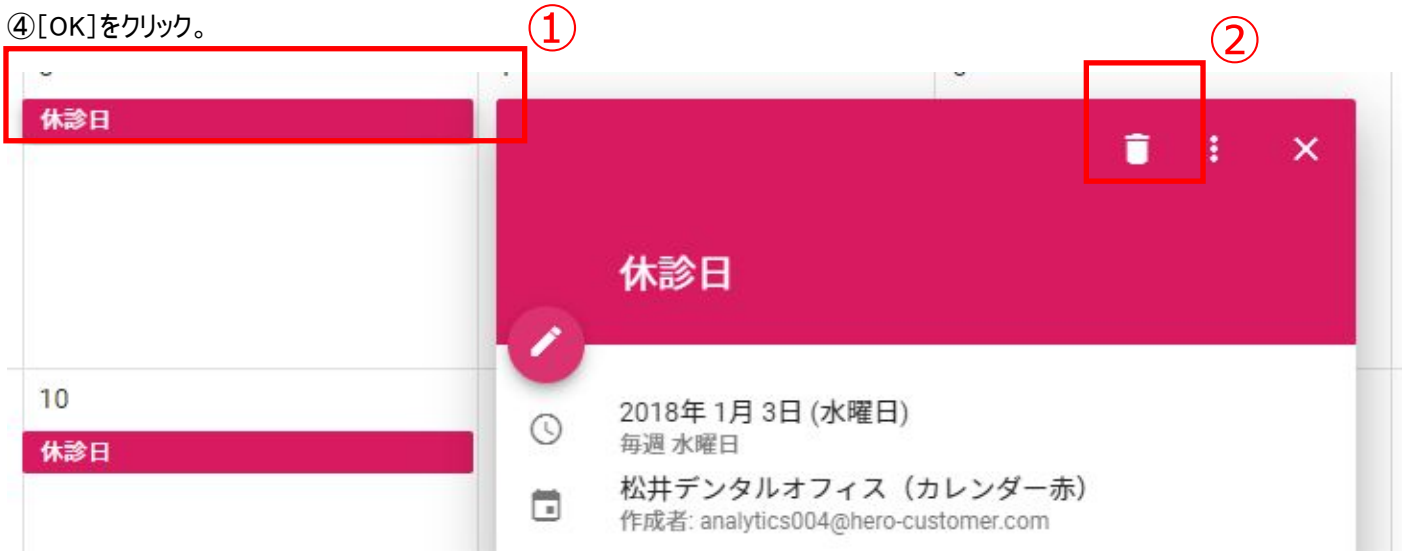 ④[OK]をクリック。
①
②
休診日
休診日
10
2018年 1月 3日 (水曜日)
毎週 水曜日
休診日
松井デンタルオフィス（カレンダー赤）
作成者: analytics004@hero-customer.com